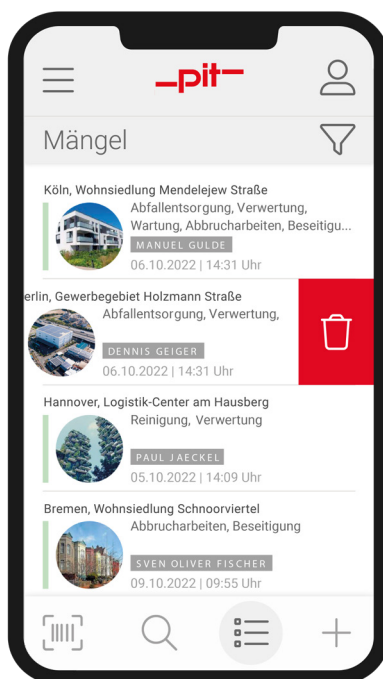 pit
Mängel
Köln, Wohnsiedlung Mendelejew Straße
Abfallentsorgung, Verwertung,
Wartung, Abbrucharbeiten, Beseitigu...
MANUEL GULDE
06.10.2022 | 14:31 Uhr
erlin, Gewerbegebiet Holzmann Straße
Abfallentsorgung, Verwertung,
DENNIS GEIGER
06.10.2022 | 14:31 Uhr
Hannover, Logistik-Center am Hausberg
Reinigung, Verwertung
PAUL JAECKEL
05.10.2022 | 14:09 Uhr
Bremen, Wohnsiedlung Schnoorviertel
Abbrucharbeiten, Beseitigung
SVEN OLIVER FISCHER
09.10.2022 | 09:55 Uhr